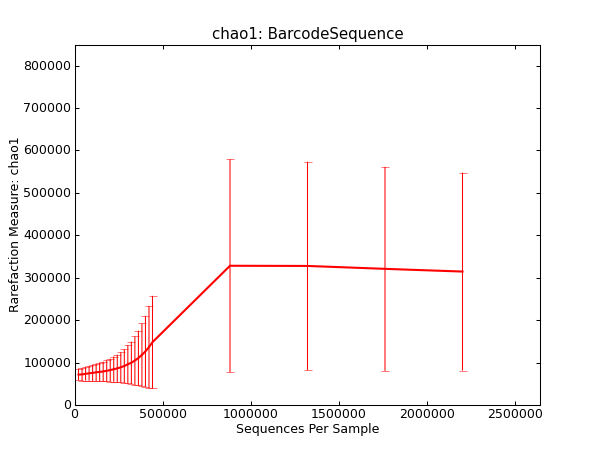 chao1: BarcodeSequence
Rarefaction Measure: chao1
800000
700000
600000
500000
400000
300000
200000
100000
0
0 500000 1000000 1500000 2000000 2500000
Sequences Per Sample